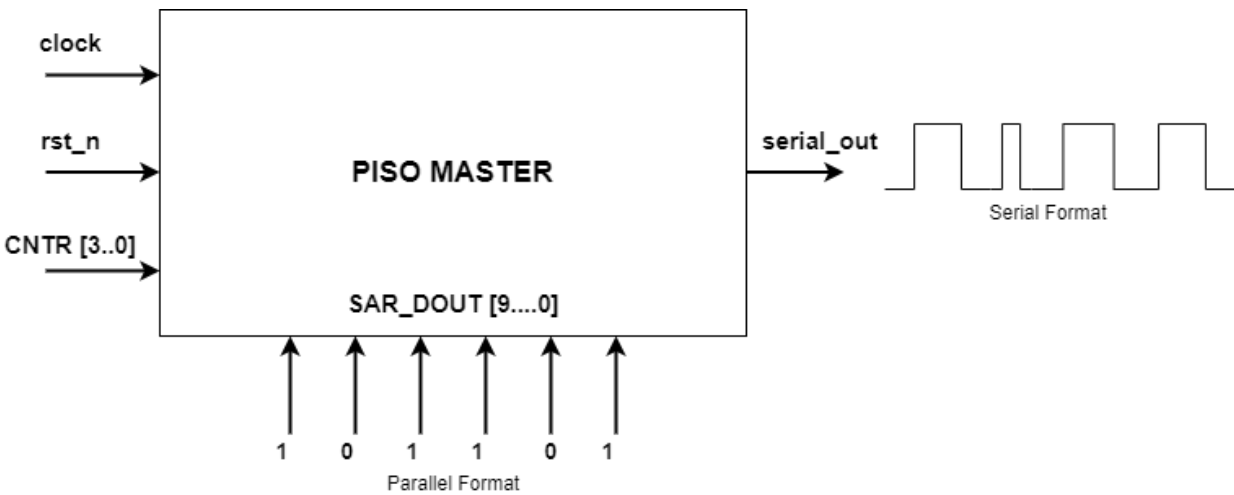 clock
rst_n
CNTR [3..0]
PISO MASTER
serial_out
Serial Format
SAR_DOUT [9....0]
1 0 1 1 0 1
Parallel Format